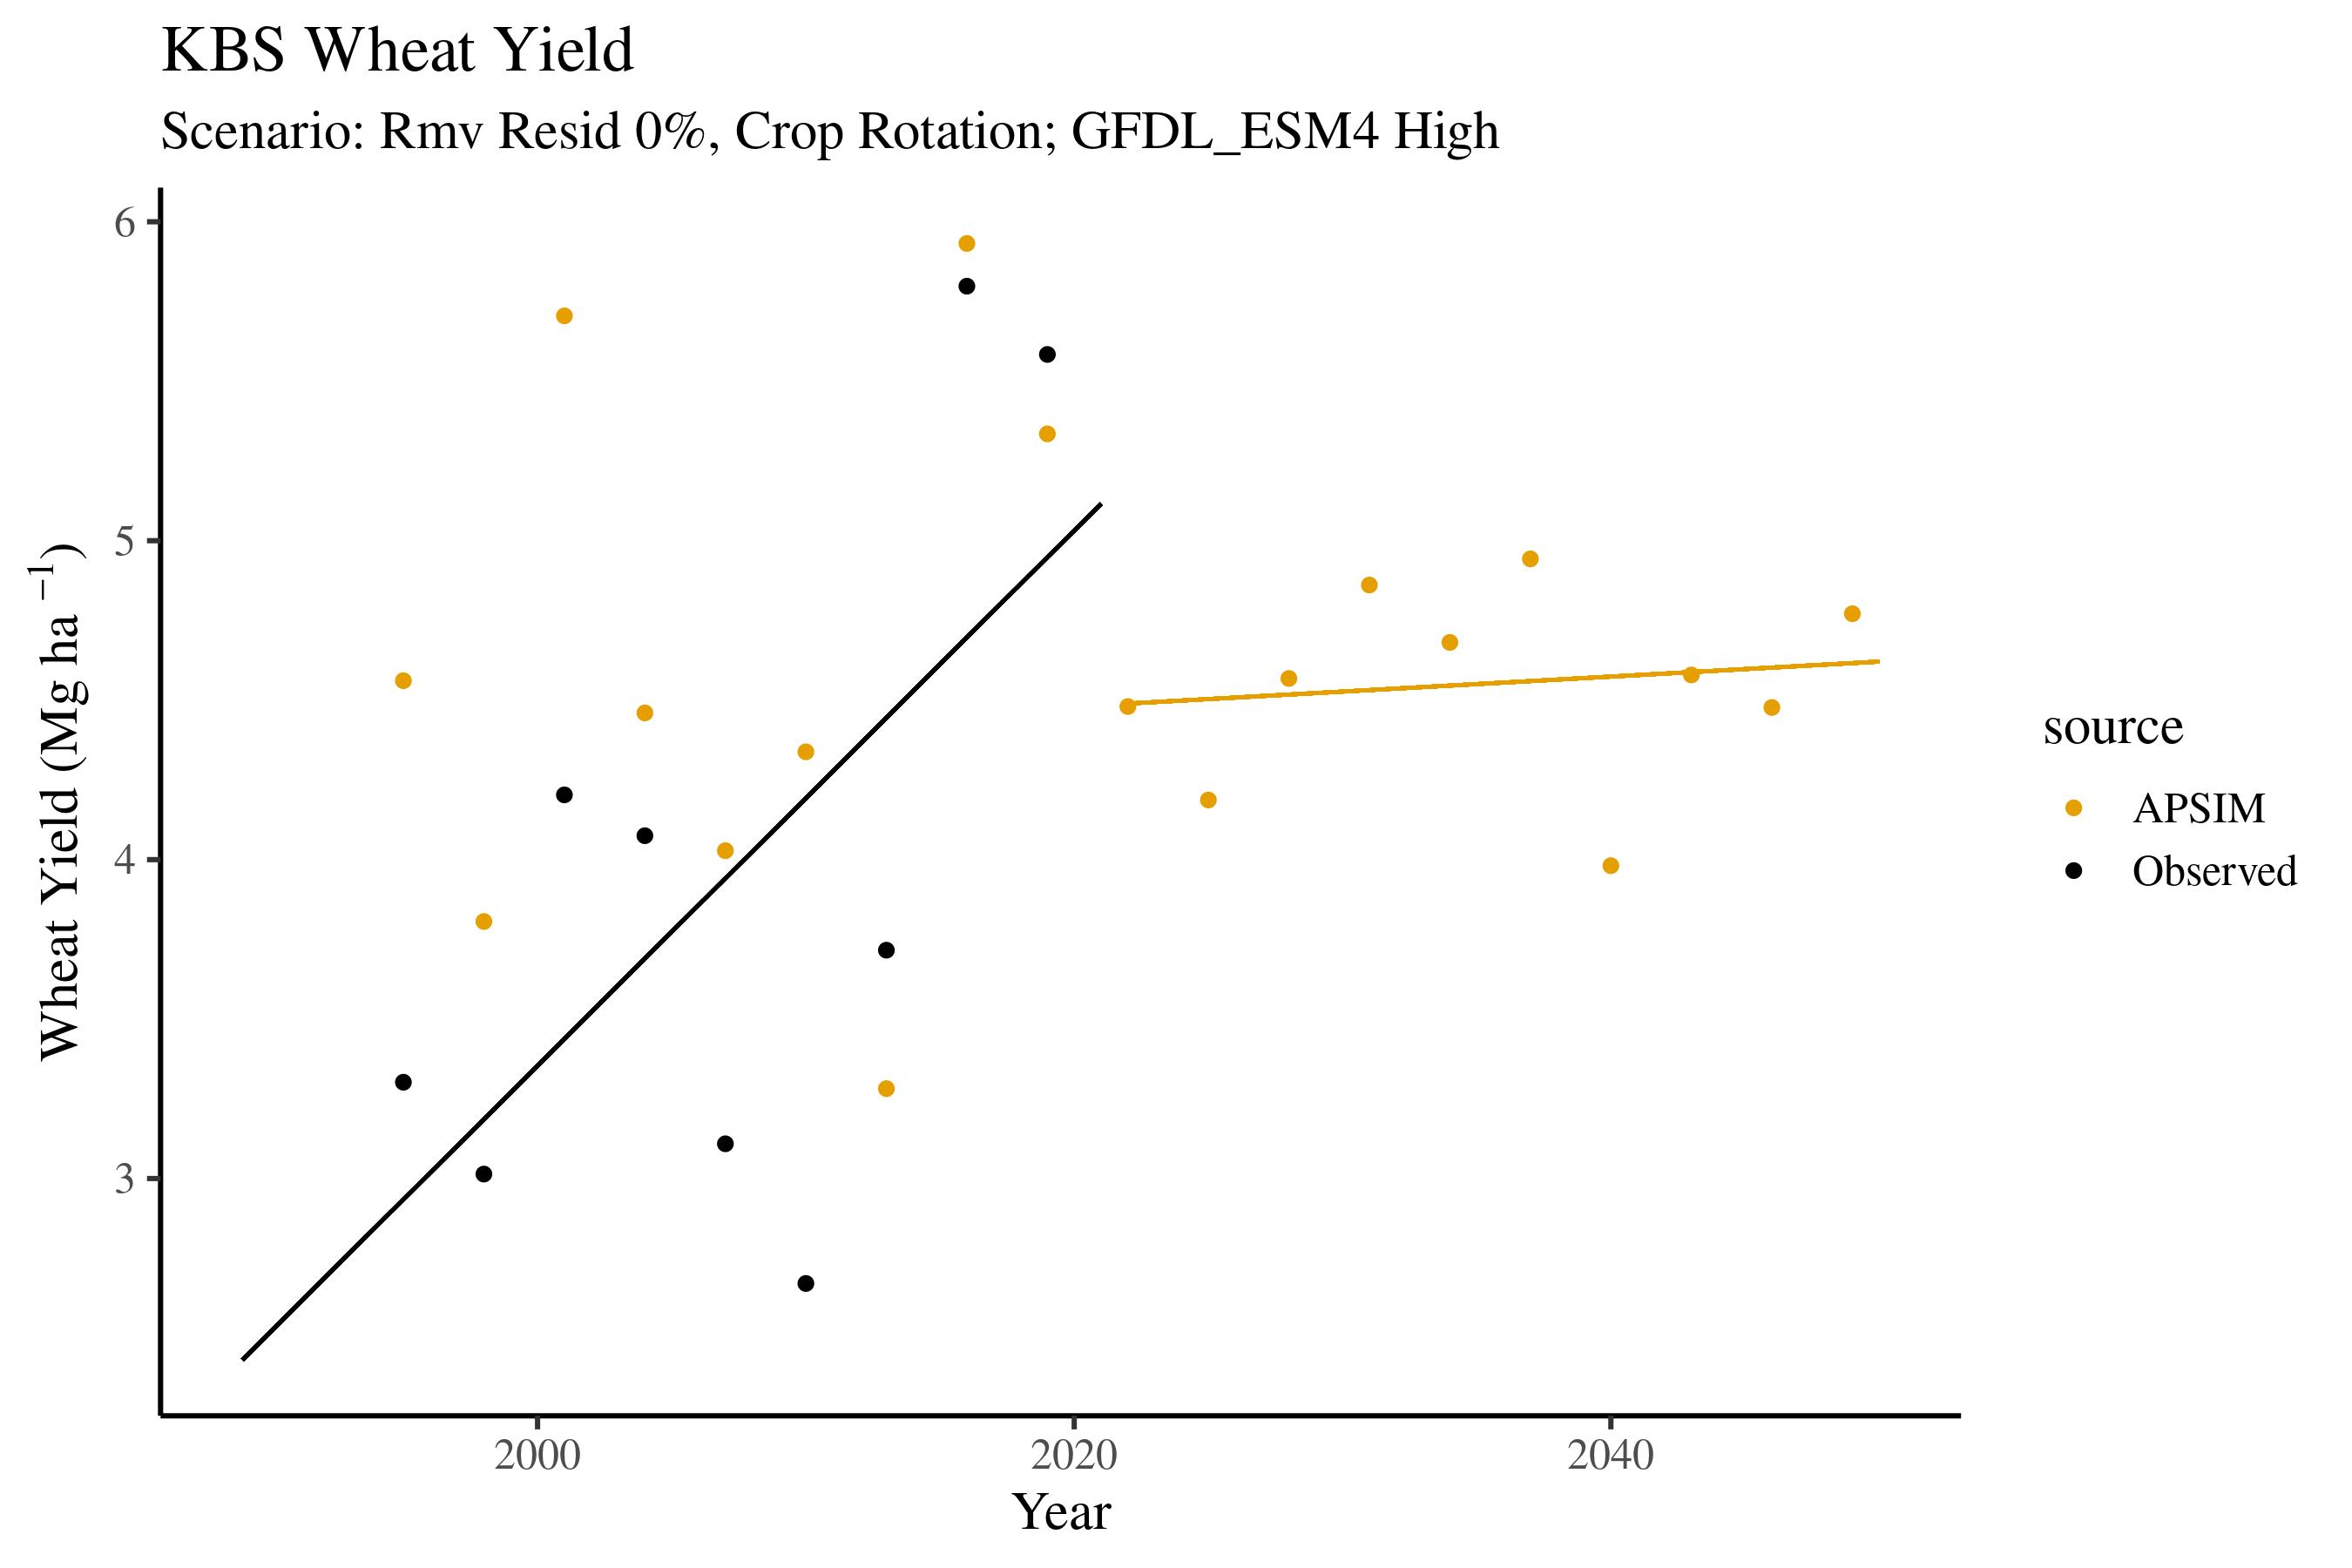 KBS Wheat Yield
Scenario: Rmv Resid 0%, Crop Rotation; GFDL_ESM4 High
Wheat Yield (Mg ha −1)
6
5
4
3
2000
2020
2040
Year
source
APSIM
Observed